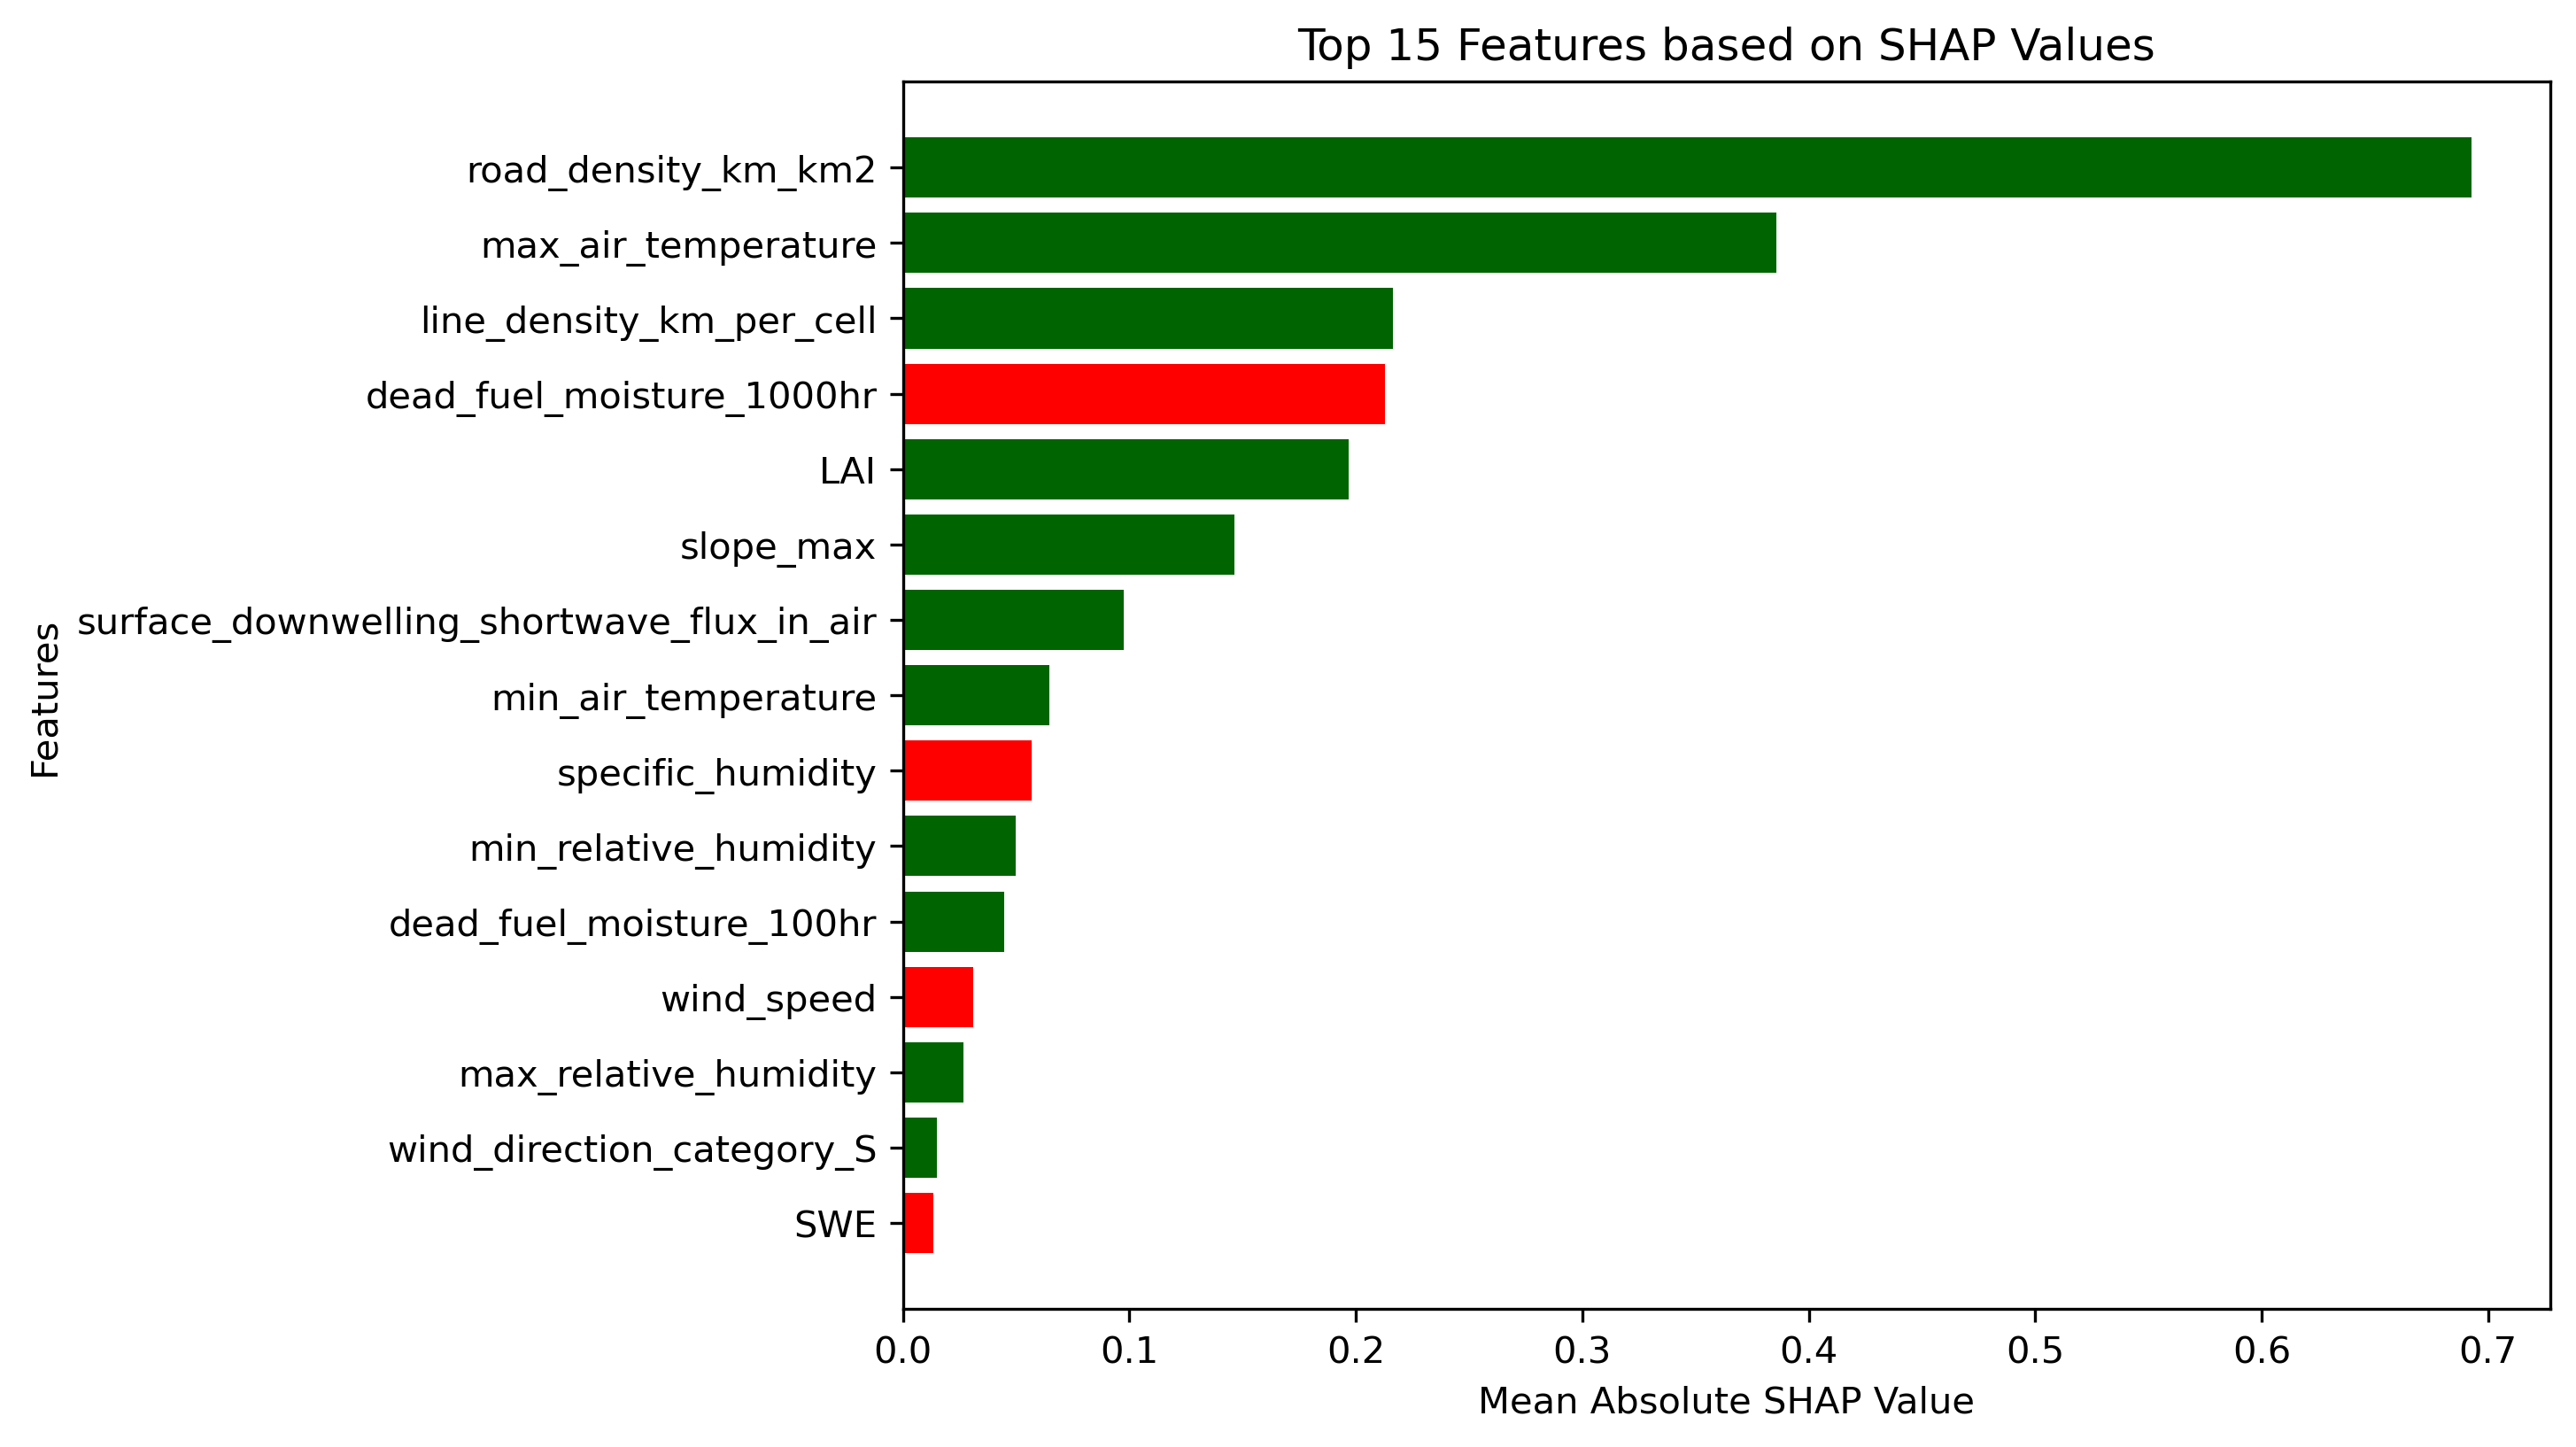 Top 15 Features based on SHAP Values
road_density_km_km2
max_air_temperature
line_density_km_per_cell
dead_fuel_moisture_1000hr
LAI
slope_max
surface_downwelling_shortwave_flux_in_air
min_air_temperature
specific_humidity
min_relative_humidity
dead_fuel_moisture_100hr
wind_speed
max_relative_humidity
wind_direction_category_S
SWE
Features
0.0 0.1 0.2 0.3 0.4 0.5 0.6 0.7
Mean Absolute SHAP Value